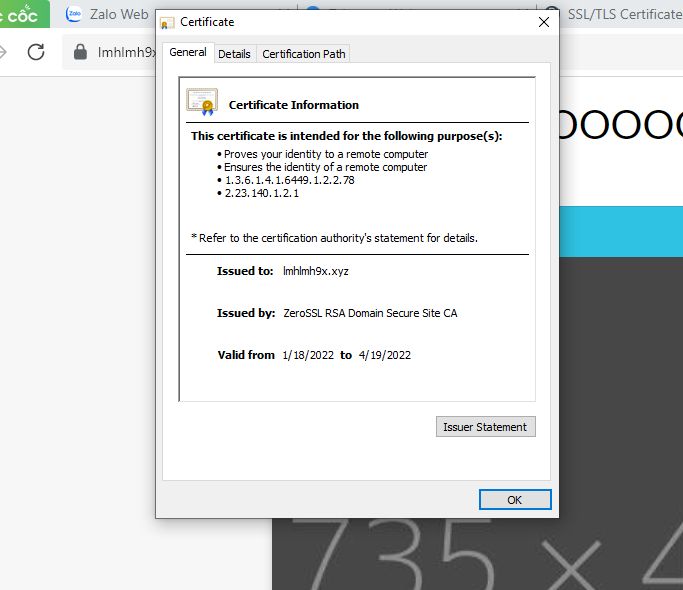 c cốc
Zalo Web
SSL/TLS Certificate
Certificate
lmhlmh9x
General
Details
Certification Path
Certificate Information
This certificate is intended for the following purpose(s):
• Proves your identity to a remote computer
• Ensures the identity of a remote computer
• 1.3.6.1.4.1.6449.1.2.2.78
• 2.23.140.1.2.1
* Refer to the certification authority's statement for details.
Issued to: lmhlmh9x.xyz
Issued by: ZeroSSL RSA Domain Secure Site CA
Valid from 1/18/2022 to 4/19/2022
Issuer Statement
OK
735 × 4